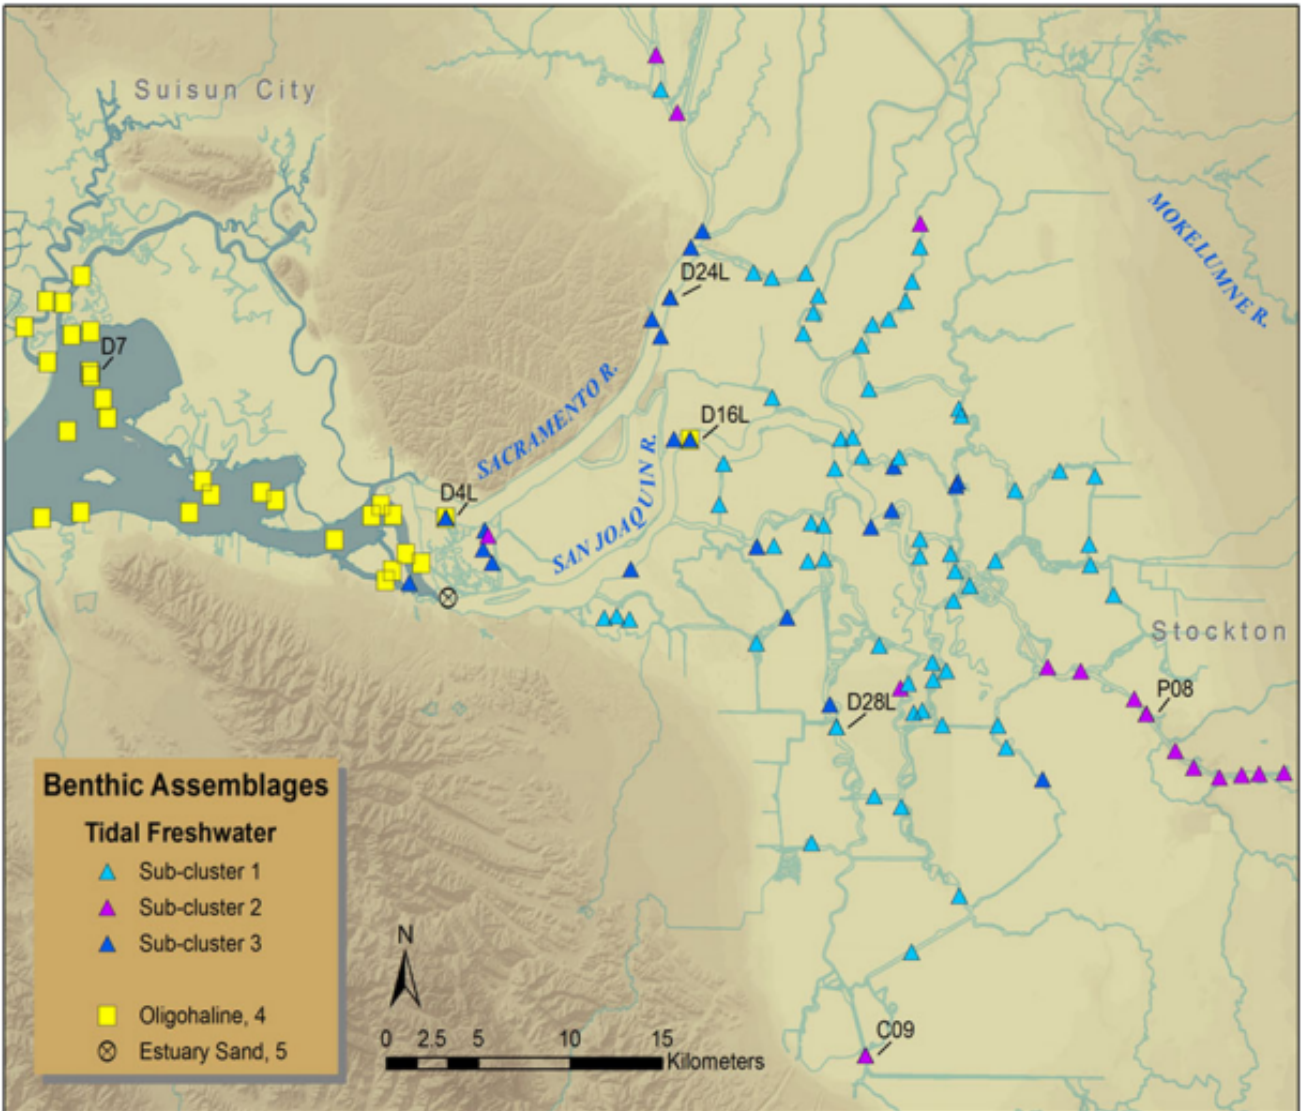 Suisun City
MOKELUMNE R.
D24L
D7
SACRAMENTO R.
D16L
D4L
SAN JOAQUIN R.
Stockton
P08
D28L
Benthic Assemblages
Tidal Freshwater
Sub-cluster 1
Sub-cluster 2
Sub-cluster 3
Oligohaline, 4
Estuary Sand, 5
N
0 2.5 5 10 15
Kilometers
C09